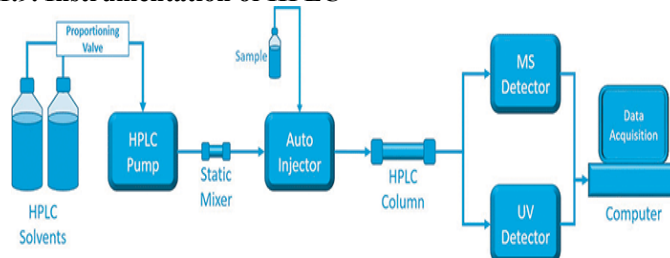 Proportioning
Valve
Sample
HPLC
Pump
Static
Mixer
Auto
Injector
HPLC
Column
MS
Detector
UV
Detector
Data
Acquisition
Computer
HPLC
Solvents